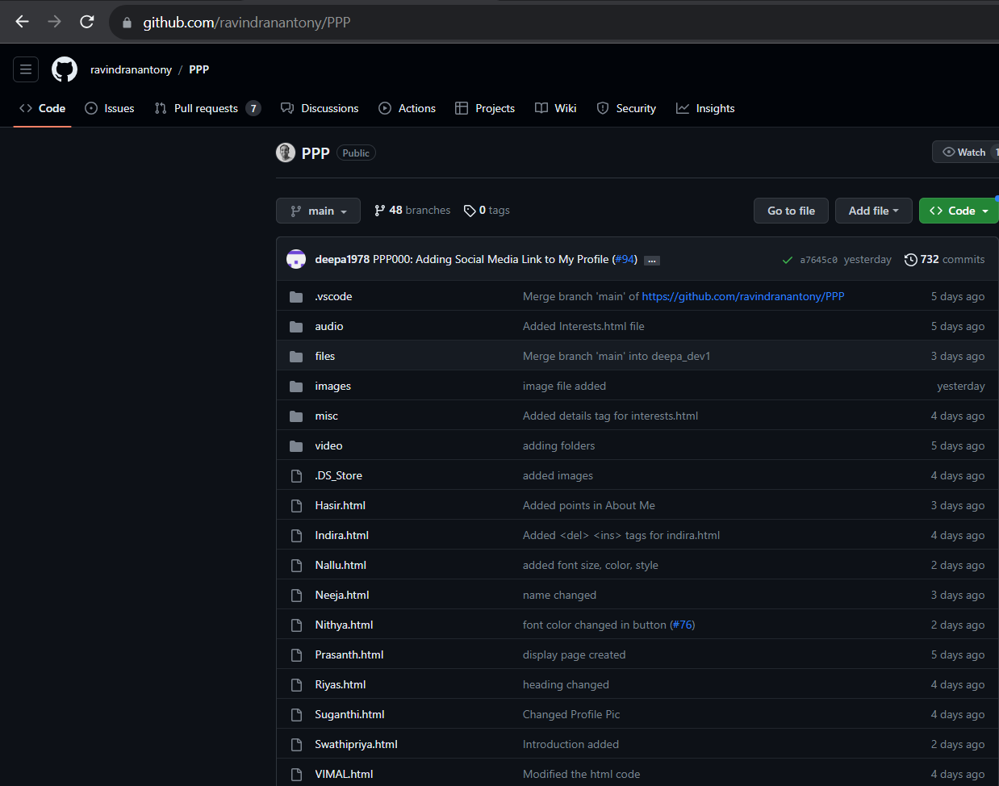 github.com/ravindranantony/PPP
ravindranantony / PPP
Code Issues Pull requests 7 Discussions Actions Projects Wiki Security Insights
PPP Public Watch 1
main 48 branches 0 tags Go to file Add file Code
deepa1978 PPP000: Adding Social Media Link to My Profile (#94) ... a7645c0 yesterday 732 commits
.vscode Merge branch 'main' of https://github.com/ravindranantony/PPP 5 days ago
audio Added Interests.html file 5 days ago
files Merge branch 'main' into deepa_dev1 3 days ago
images image file added yesterday
misc Added details tag for interests.html 4 days ago
video adding folders 5 days ago
.DS_Store added images 4 days ago
Hasir.html Added points in About Me 3 days ago
Indira.html Added <del> <ins> tags for indira.html 4 days ago
Nallu.html added font size, color, style 2 days ago
Neeja.html name changed 3 days ago
Nithya.html font color changed in button (#76) 2 days ago
Prasanth.html display page created 5 days ago
Riyas.html heading changed 4 days ago
Suganthi.html Changed Profile Pic 4 days ago
Swathipriya.html Introduction added 2 days ago
VIMAL.html Modified the html code 4 days ago